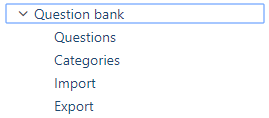 Question bank
Questions
Categories
Import
Export